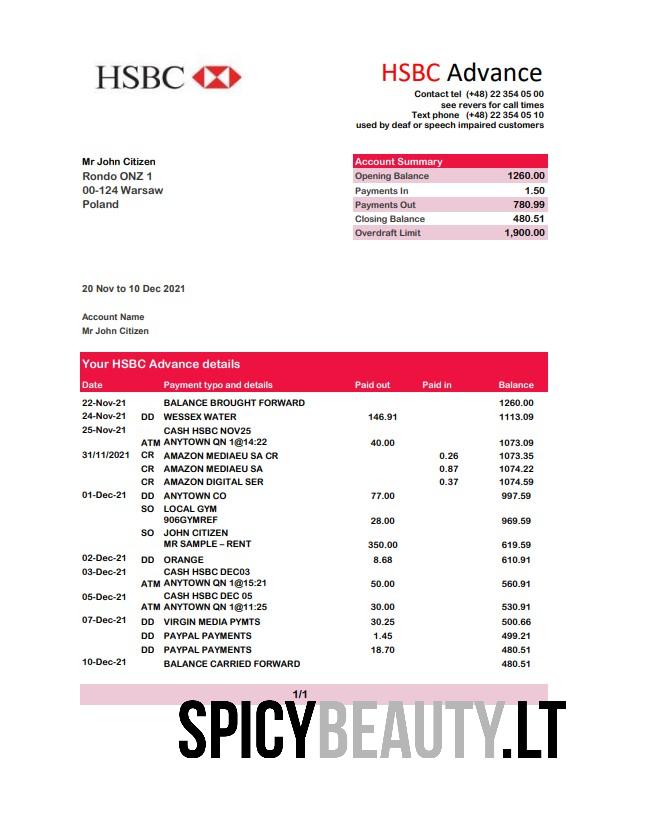 HSBC
HSBC Advance
Contact tel (+48) 22 354 05 00
see revers for call times
Text phone (+48) 22 354 05 10
used by deaf or speech impaired customers
Mr John Citizen
Rondo ONZ 1
00-124 Warsaw
Poland
Account Summary
Opening Balance 1260.00
Payments In 1.50
Payments Out 780.99
Closing Balance 480.51
Overdraft Limit 1,900.00
20 Nov to 10 Dec 2021
Account Name
Mr John Citizen
Your HSBC Advance details
Date Payment typo and details Paid out Paid in Balance
22-Nov-21 BALANCE BROUGHT FORWARD 1260.00
24-Nov-21 DD WESSEX WATER 146.91 1113.09
25-Nov-21 CASH HSBC NOV25
ATM ANYTOWN QN 1@14:22 40.00 1073.09
31/11/2021 CR AMAZON MEDIAEU SA CR 0.26 1073.35
CR AMAZON MEDIAEU SA 0.87 1074.22
CR AMAZON DIGITAL SER 0.37 1074.59
01-Dec-21 DD ANYTOWN CO 77.00 997.59
SO LOCAL GYM
906GYMREF 28.00 969.59
SO JOHN CITIZEN
MR SAMPLE – RENT 350.00 619.59
02-Dec-21 DD ORANGE 8.68 610.91
03-Dec-21 CASH HSBC DEC03
ATM ANYTOWN QN 1@15:21 50.00 560.91
05-Dec-21 CASH HSBC DEC 05
ATM ANYTOWN QN 1@11:25 30.00 530.91
07-Dec-21 DD VIRGIN MEDIA PYMTS 30.25 500.66
DD PAYPAL PAYMENTS 1.45 499.21
DD PAYPAL PAYMENTS 18.70 480.51
10-Dec-21 BALANCE CARRIED FORWARD 480.51
1/1
SPICYBEAUTY.LT